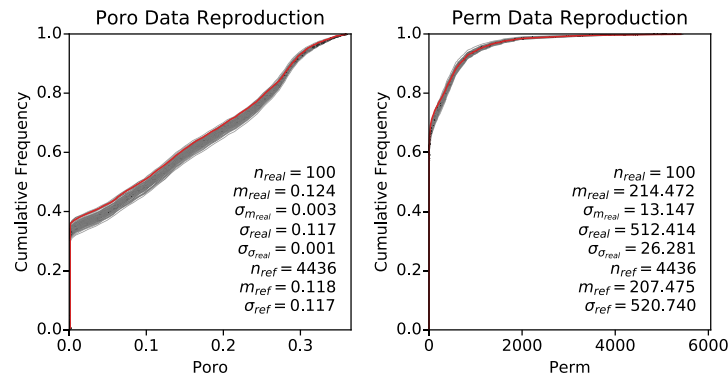 Poro Data Reproduction
Cumulative Frequency
1.0
0.8
0.6
0.4
0.2
0.0
n_real = 100
m_real = 0.124
σ_m_real = 0.003
σ_real = 0.117
σ_σ_real = 0.001
n_ref = 4436
m_ref = 0.118
σ_ref = 0.117
0.0 0.1 0.2 0.3
Poro
Perm Data Reproduction
Cumulative Frequency
1.0
0.8
0.6
0.4
0.2
0.0
n_real = 100
m_real = 214.472
σ_m_real = 13.147
σ_real = 512.414
σ_σ_real = 26.281
n_ref = 4436
m_ref = 207.475
σ_ref = 520.740
0 2000 4000 6000
Perm